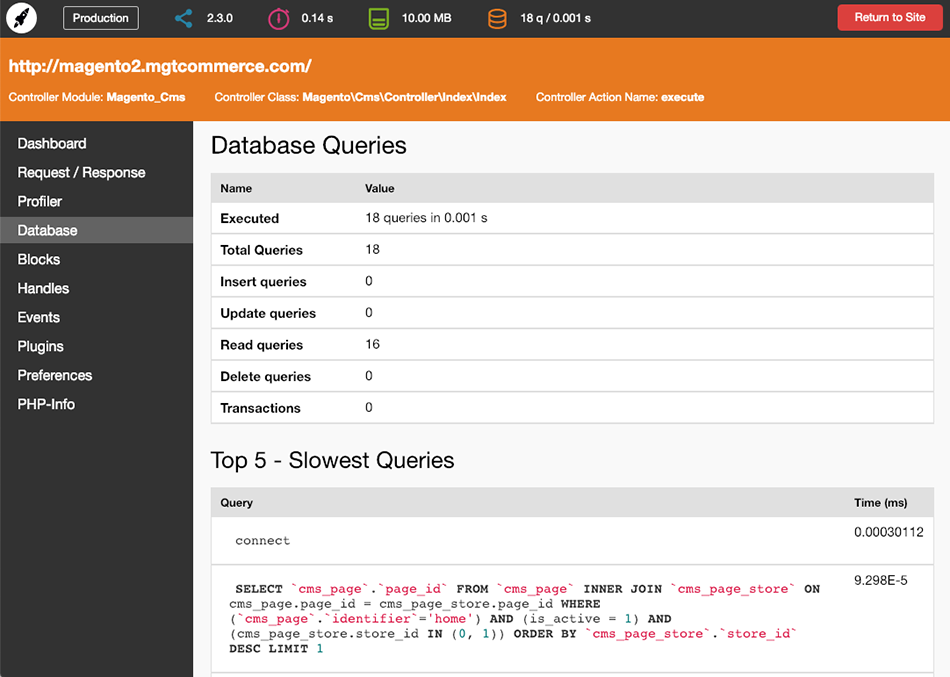 Production 2.3.0 0.14 s 10.00 MB 18 q / 0.001 s Return to Site
http://magento2.mgtcommerce.com/
Controller Module: Magento_Cms Controller Class: Magento\Cms\Controller\Index\Index Controller Action Name: execute
Dashboard
Request / Response
Profiler
Database
Blocks
Handles
Events
Plugins
Preferences
PHP-Info
Database Queries
Name Value
Executed 18 queries in 0.001 s
Total Queries 18
Insert queries 0
Update queries 0
Read queries 16
Delete queries 0
Transactions 0
Top 5 - Slowest Queries
Query Time (ms)
connect 0.00030112
SELECT `cms_page`.`page_id` FROM `cms_page` INNER JOIN `cms_page_store` ON 9.298E-5
cms_page.page_id = cms_page_store.page_id WHERE
(`cms_page`.`identifier`='home') AND (is_active = 1) AND
(cms_page_store.store_id IN (0, 1)) ORDER BY `cms_page_store`.`store_id`
DESC LIMIT 1